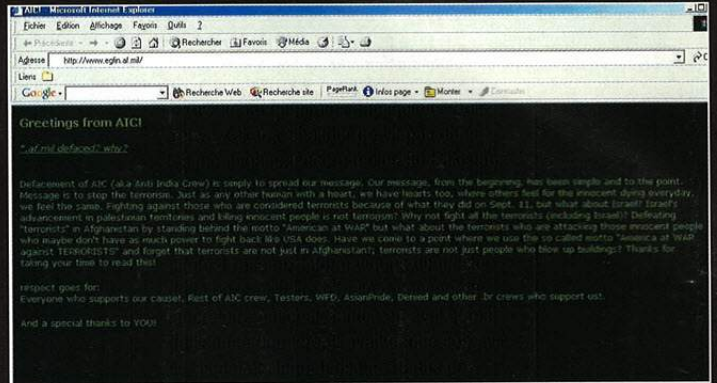 AIC! - Microsoft Internet Explorer
Fichier Edition Affichage Favoris Outils ?
Précédente Rechercher Favoris Média
Adresse http://www.eglin.af.mil/
Liens
Google Recherche Web Recherche site PageRank Infos page Monter
Greetings from AIC!
*.af.mil defaced? why?
Defacement of AIC (aka Anti India Crew) is simply to spread our message. Our message, from the beginning, has been simple and to the point.
Message is to stop the terrorism. Just as any other human with a heart, we have hearts too, where others feel for the innocent dying everyday,
we feel the same. Fighting against those who are considered terrorists because of what they did on Sept. 11, but what about Israel? Israel's
advancement in palestinian territories and killing innocent people is not terrorism? Why not fight all the terrorists (including Israel)? Defeating
"terrorists" in Afghanistan by standing behind the motto "American at WAR" but what about the terrorists who are attacking those innocent people
who maybe don't have as much power to fight back like USA does. Have we come to a point where we use the so called motto "America at WAR
against TERRORISTS" and forget that terrorists are not just in Afghanistan?; terrorists are not just people who blow up buildings! Thanks for
taking your time to read this!
respect goes for:
Everyone who supports our cause!, Rest of AIC crew, Testers, WFD, AsianPride, Derived and other .br crews who support us!.
And a special thanks to YOU!